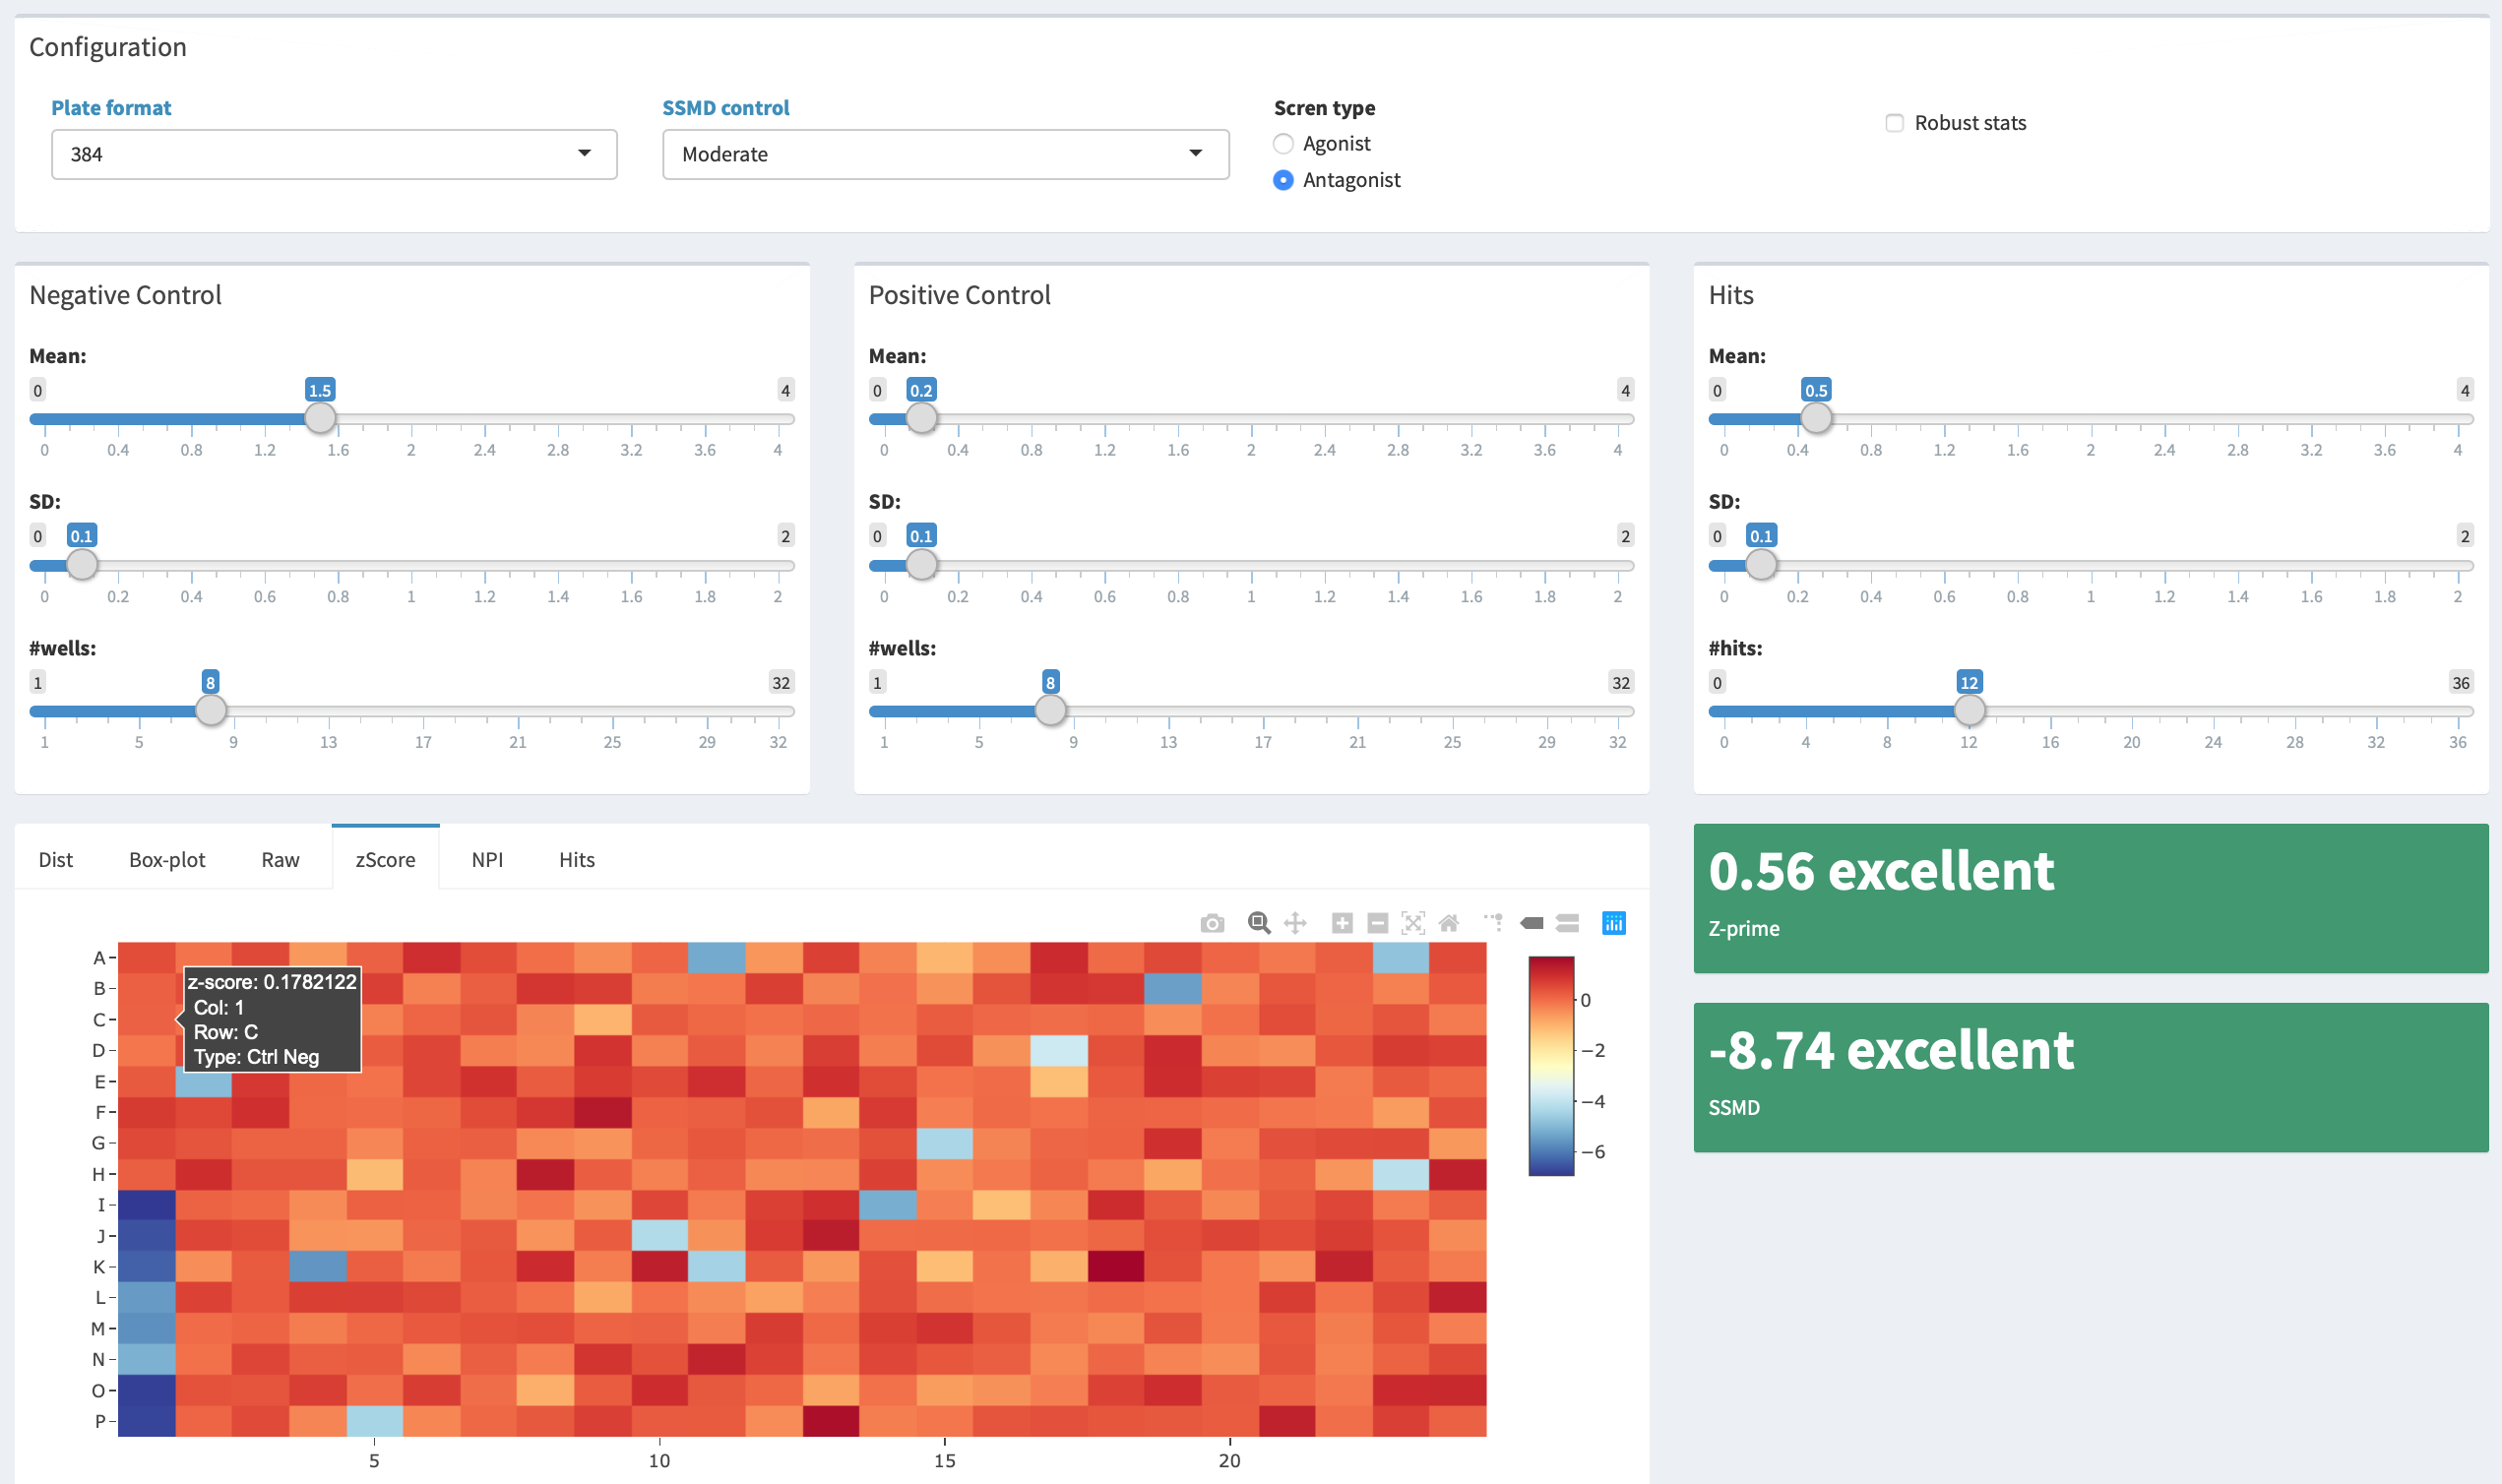 Configuration
Plate format
SSMD control
Scren type
384
Moderate
Agonist
Antagonist
Robust stats
Negative Control
Mean:
0 1.5 4
0 0.4 0.8 1.2 1.6 2 2.4 2.8 3.2 3.6 4
SD:
0 0.1 2
0 0.2 0.4 0.6 0.8 1 1.2 1.4 1.6 1.8 2
#wells:
1 8 32
1 5 9 13 17 21 25 29 32
Positive Control
Mean:
0 0.2 4
0 0.4 0.8 1.2 1.6 2 2.4 2.8 3.2 3.6 4
SD:
0 0.1 2
0 0.2 0.4 0.6 0.8 1 1.2 1.4 1.6 1.8 2
#wells:
1 8 32
1 5 9 13 17 21 25 29 32
Hits
Mean:
0 0.5 4
0 0.4 0.8 1.2 1.6 2 2.4 2.8 3.2 3.6 4
SD:
0 0.1 2
0 0.2 0.4 0.6 0.8 1 1.2 1.4 1.6 1.8 2
#hits:
0 12 36
0 4 8 12 16 20 24 28 32 36
Dist Box-plot Raw zScore NPI Hits
A
B
C
D
E
F
G
H
I
J
K
L
M
N
O
P
z-score: 0.1782122
Col: 1
Row: C
Type: Ctrl Neg
5 10 15 20
0
−2
−4
−6
0.56 excellent
Z-prime
-8.74 excellent
SSMD